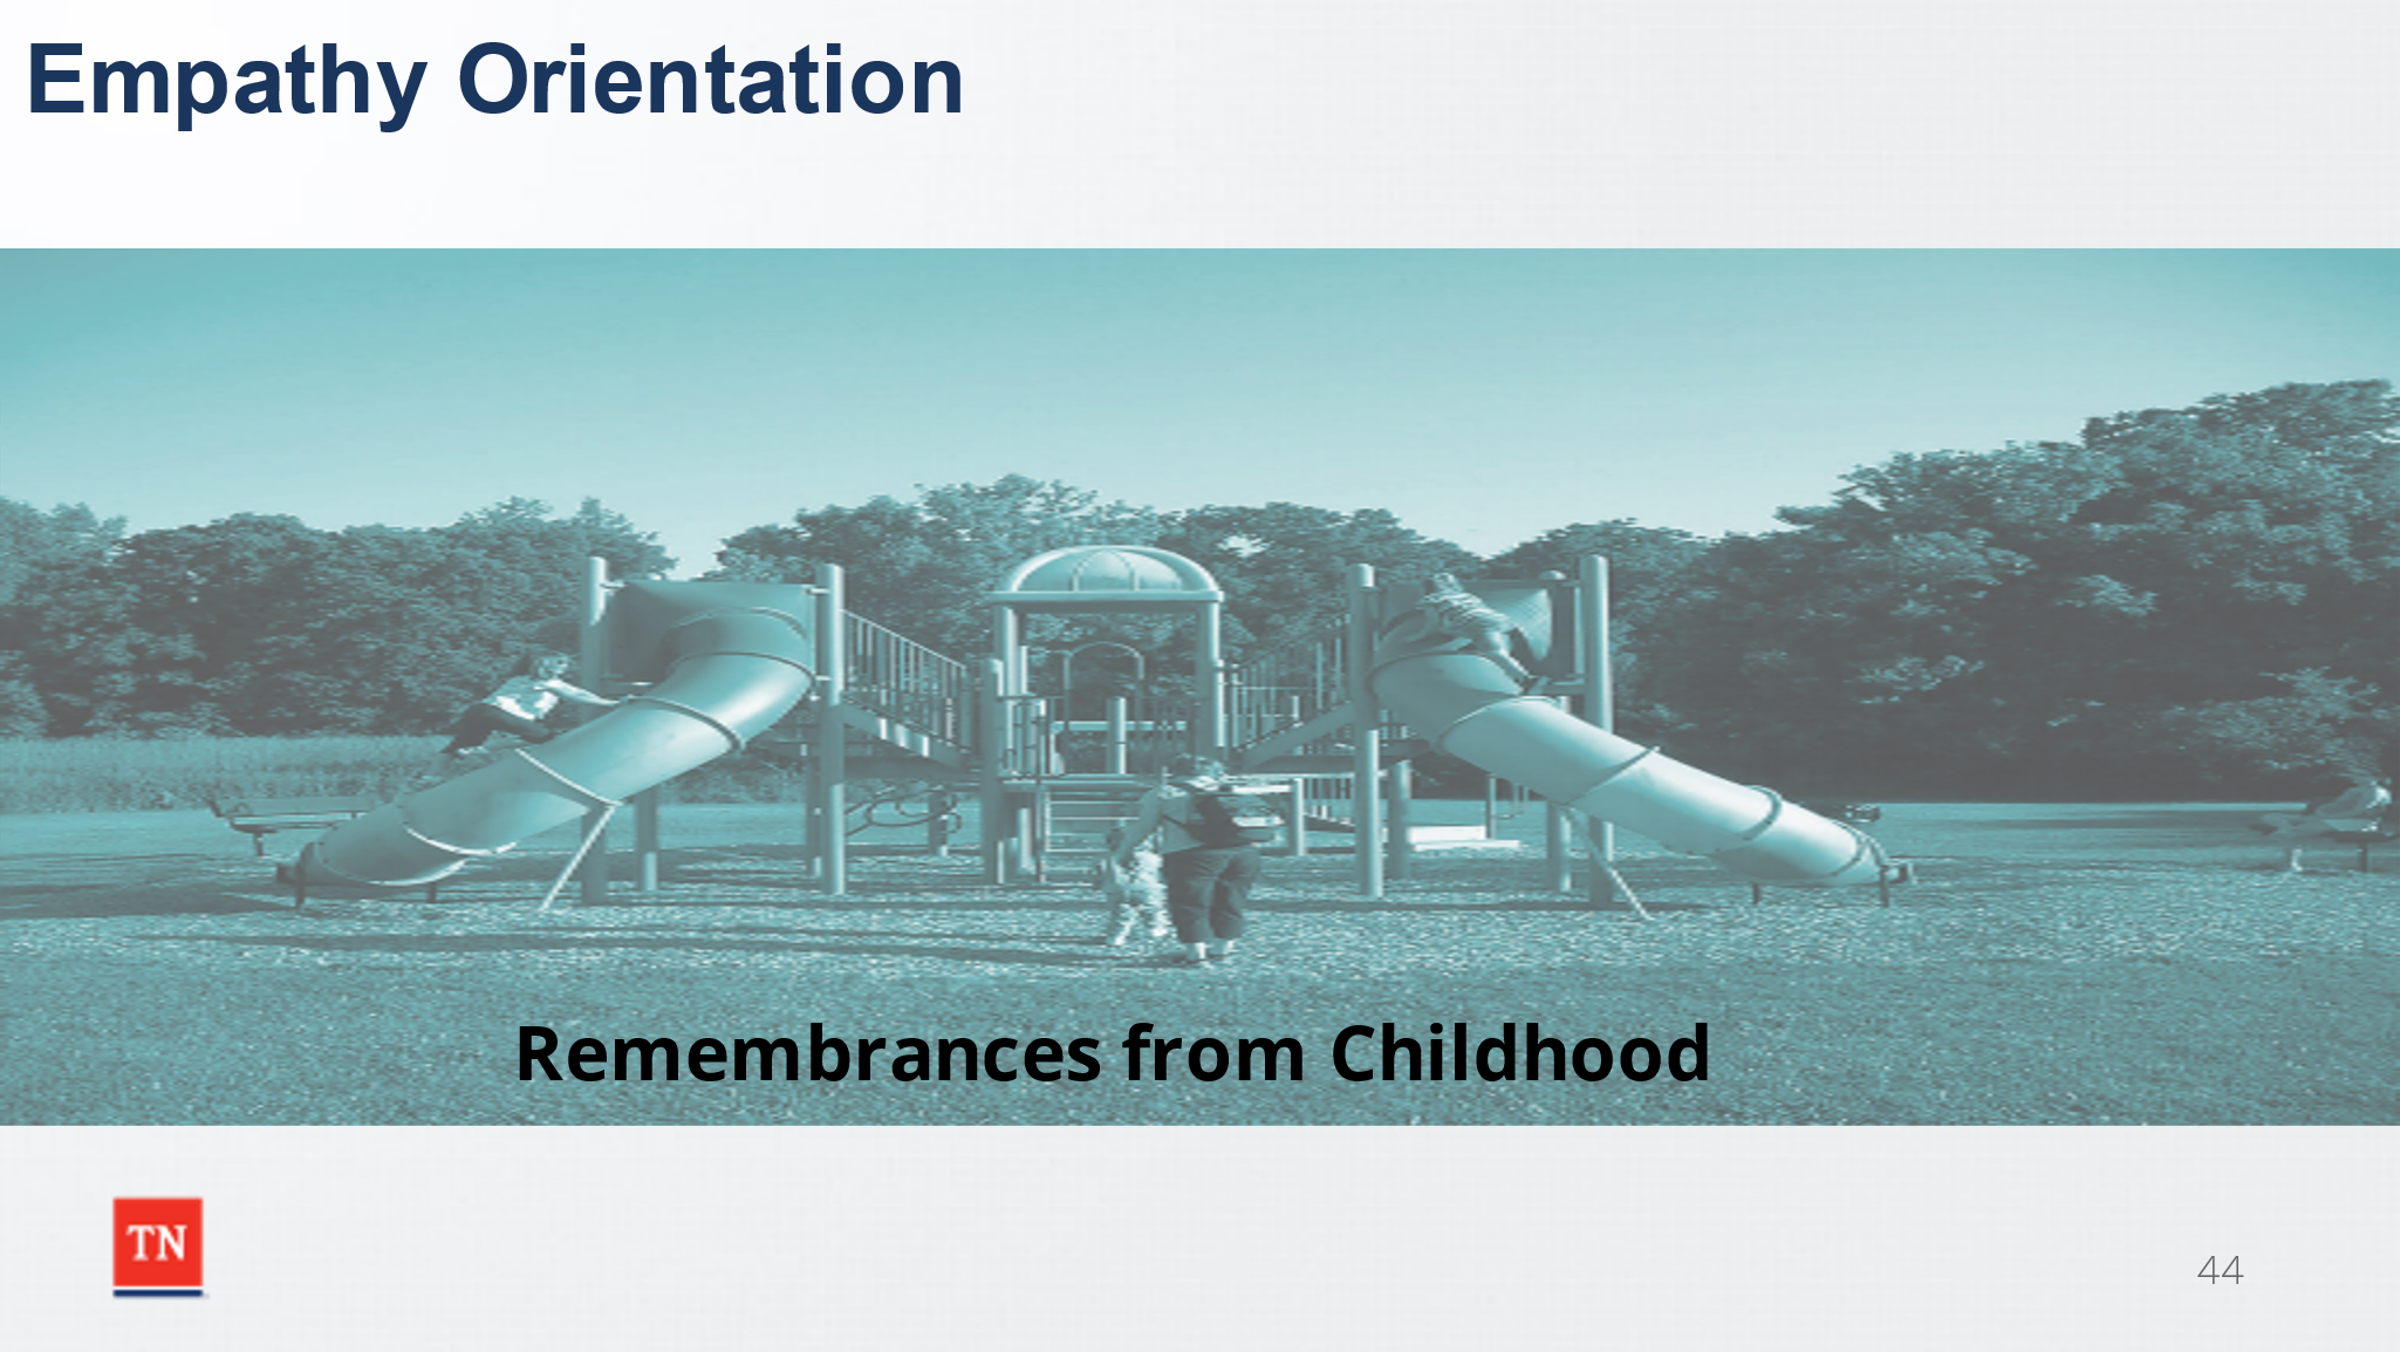 Empathy Orientation
Remembrances from Childhood
TN
44